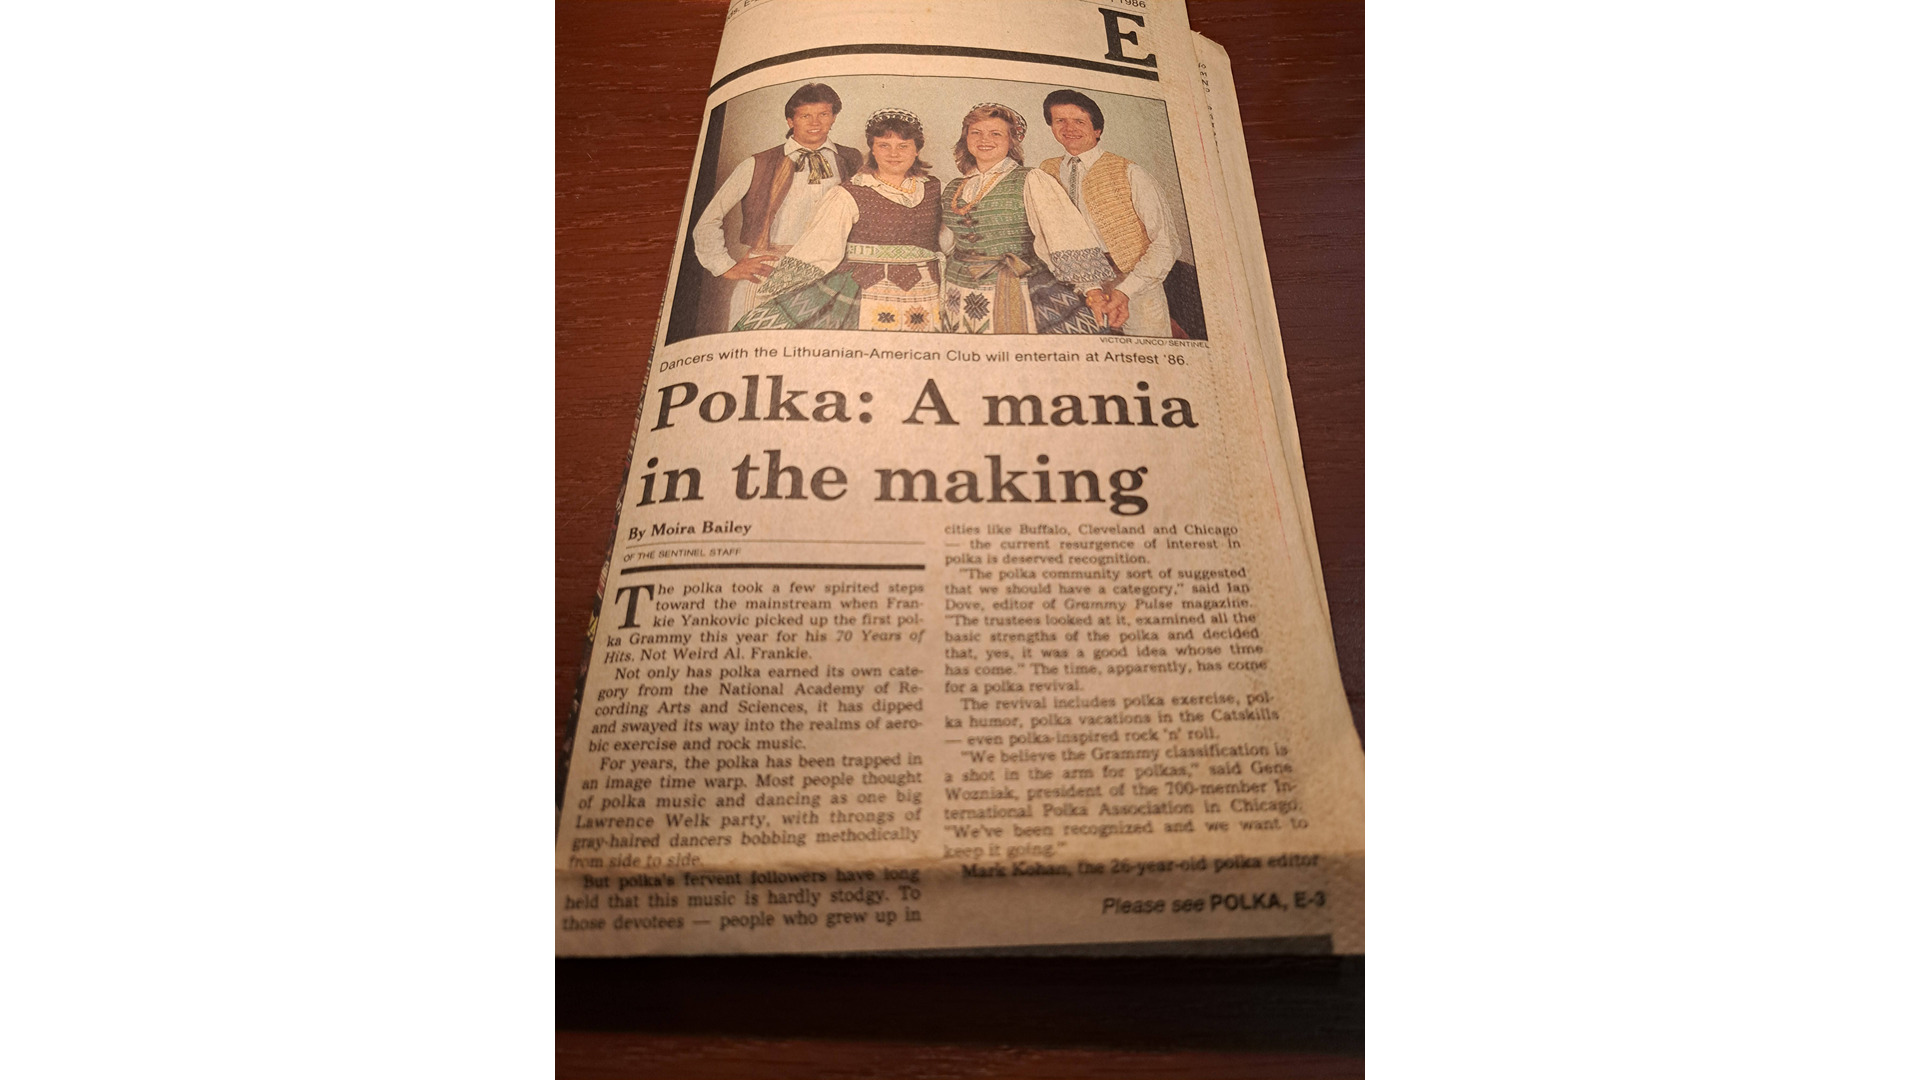 1986
E
VICTOR JUNCO/SENTINEL
Dancers with the Lithuanian-American Club will entertain at Artsfest '86.
Polka: A mania
in the making
By Moira Bailey
OF THE SENTINEL STAFF
The polka took a few spirited steps
toward the mainstream when Fran-
kie Yankovic picked up the first pol-
ka Grammy this year for his 70 Years of
Hits. Not Weird Al. Frankie.
Not only has polka earned its own cate-
gory from the National Academy of Re-
cording Arts and Sciences, it has dipped
and swayed its way into the realms of aero-
bic exercise and rock music.
For years, the polka has been trapped in
an image time warp. Most people thought
of polka music and dancing as one big
Lawrence Welk party, with throngs of
gray-haired dancers bobbing methodically
from side to side.
But polka's fervent followers have long
held that this music is hardly stodgy. To
those devotees — people who grew up in
cities like Buffalo, Cleveland and Chicago
— the current resurgence of interest in
polka is deserved recognition.
"The polka community sort of suggested
that we should have a category," said Ian
Dove, editor of Grammy Pulse magazine.
"The trustees looked at it, examined all the
basic strengths of the polka and decided
that, yes, it was a good idea whose time
has come." The time, apparently, has come
for a polka revival.
The revival includes polka exercise, pol-
ka humor, polka vacations in the Catskills
— even polka-inspired rock 'n' roll.
"We believe the Grammy classification is
a shot in the arm for polkas," said Gene
Wozniak, president of the 700-member In-
ternational Polka Association in Chicago.
"We've been recognized and we want to
keep it going."
Mark Kohan, the 26-year-old polka editor
Please see POLKA, E-3